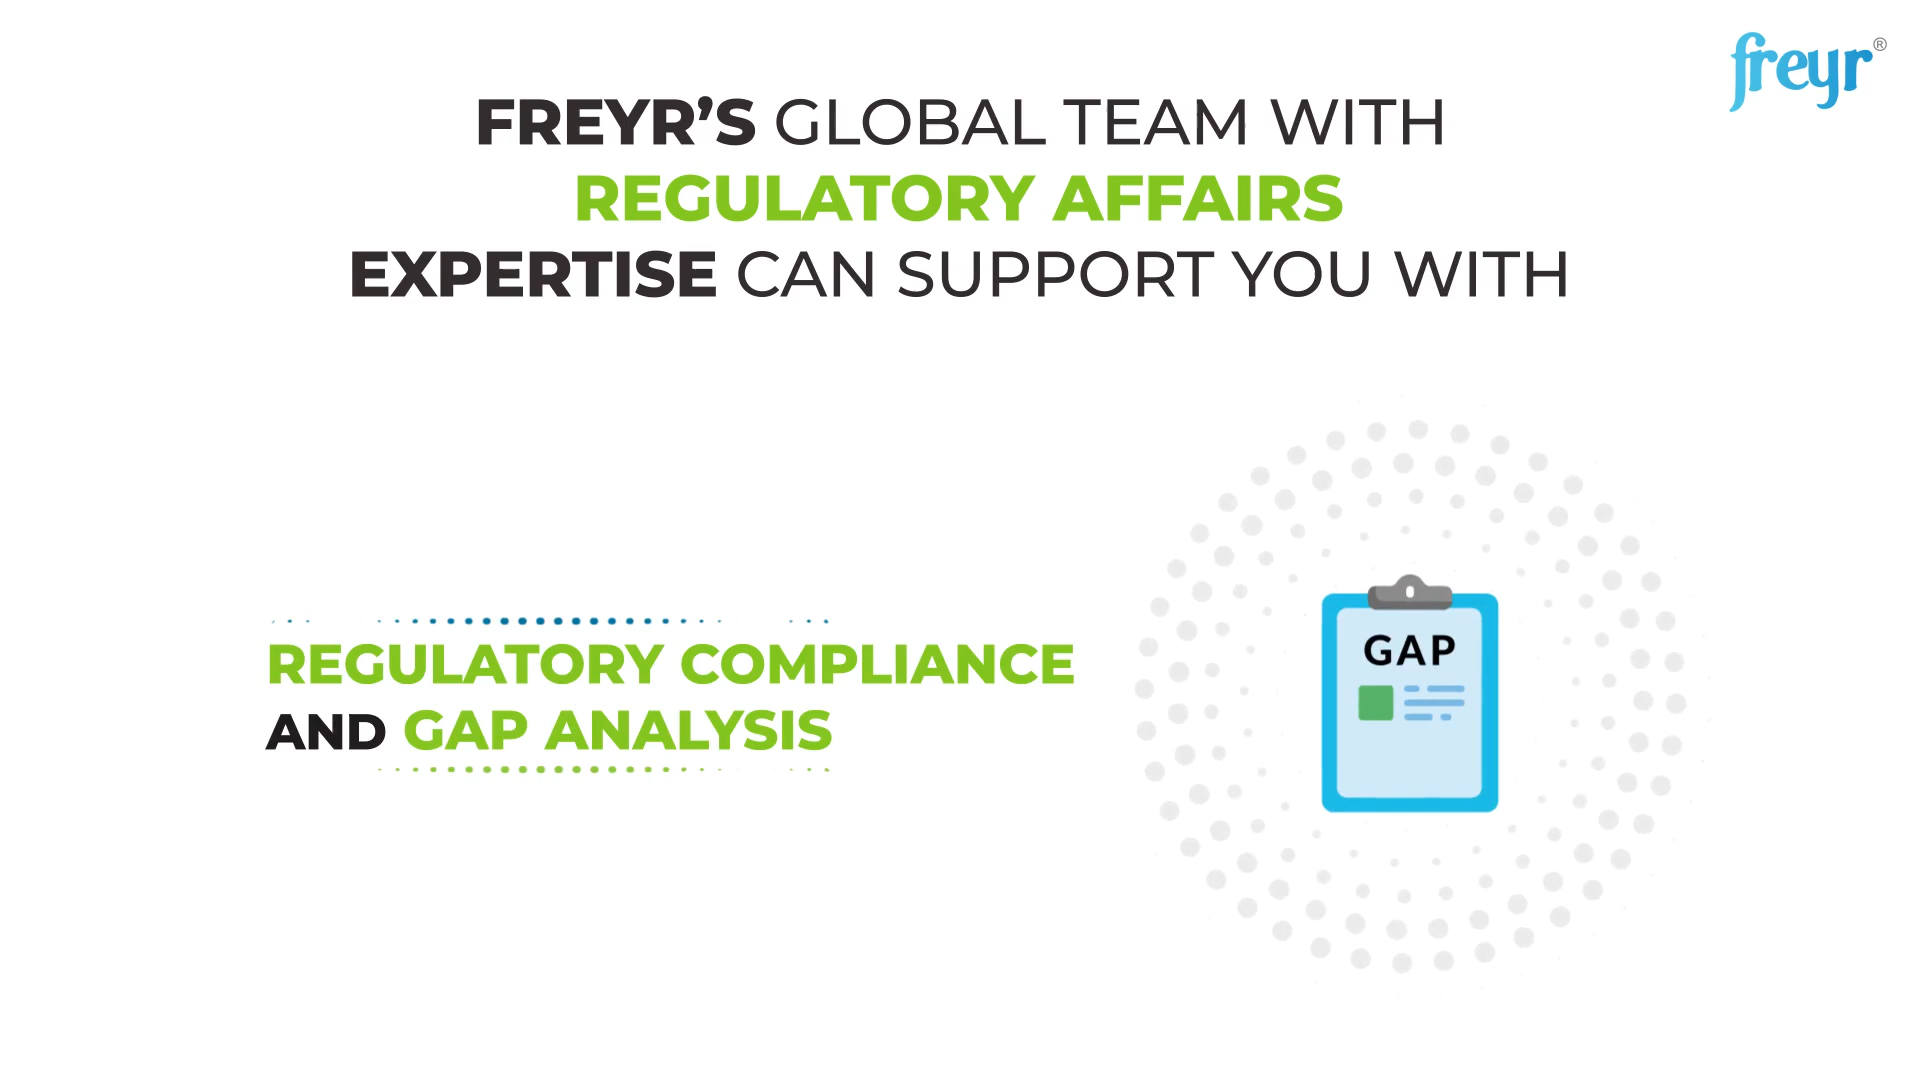 freyr®
FREYR’S GLOBAL TEAM WITH
REGULATORY AFFAIRS
EXPERTISE CAN SUPPORT YOU WITH
REGULATORY COMPLIANCE
AND GAP ANALYSIS
GAP